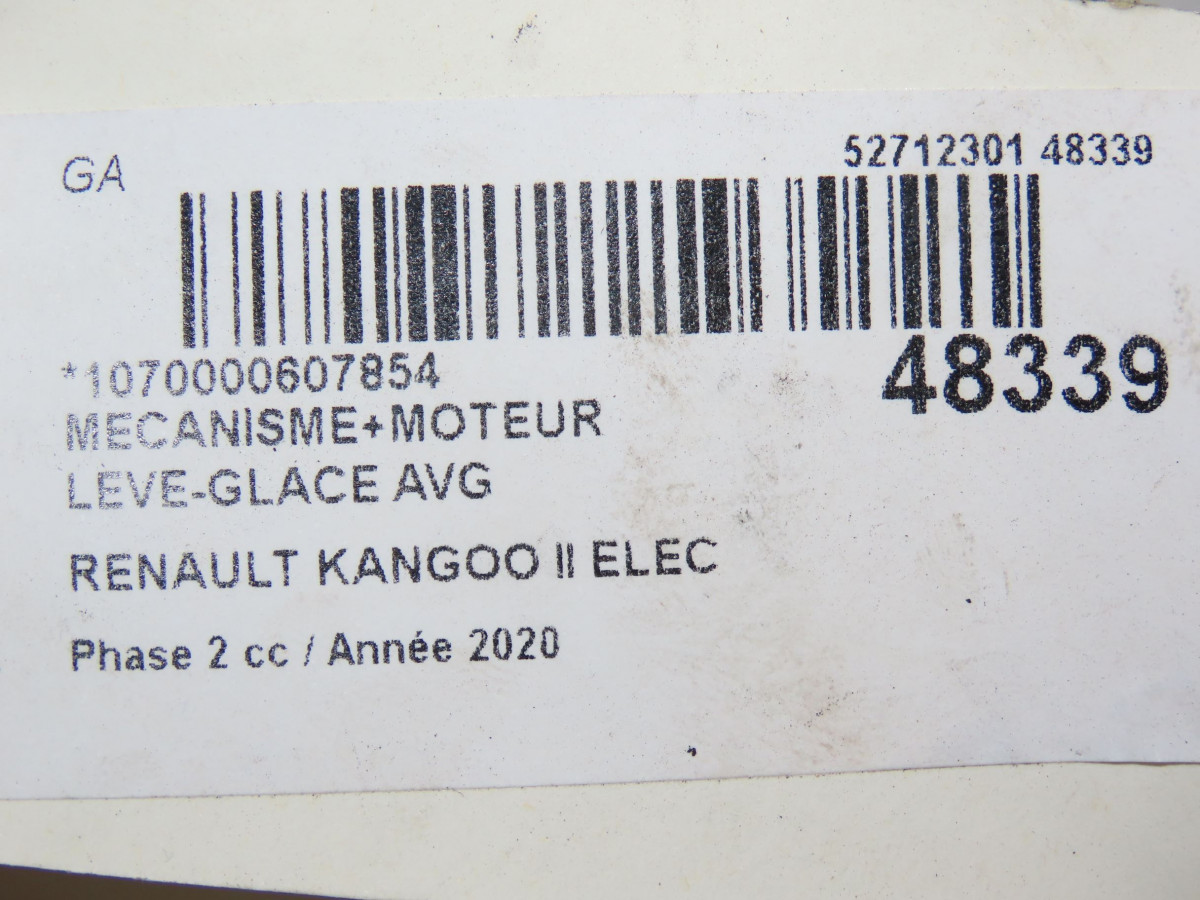 GA
52712301 48339
*1070000607854
48339
MECANISME+MOTEUR
LEVE-GLACE AVG
RENAULT KANGOO II ELEC
Phase 2 cc / Année 2020